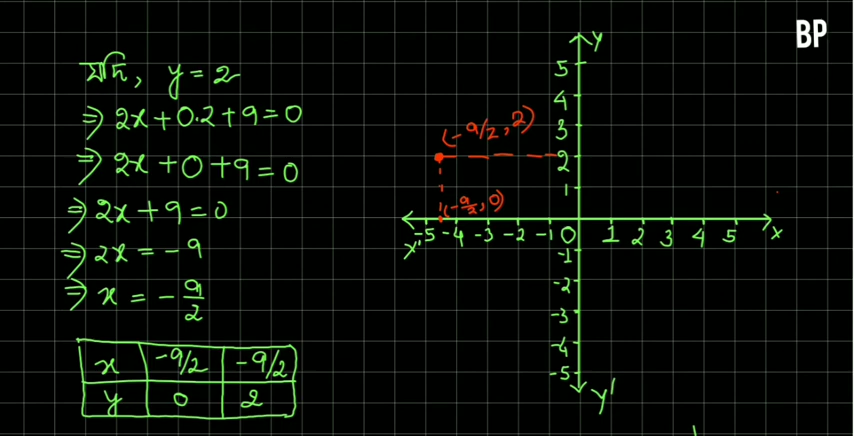 BP
যদি, y = 2
⇒ 2x + 0.2 + 9 = 0
⇒ 2x + 0 + 9 = 0
⇒ 2x + 9 = 0
⇒ 2x = -9
⇒ x = -9/2
x -9/2 -9/2
y 0 2
y
5
4
(-9/2, 2)
3
2
1
(-9/2, 0)
x' -5 -4 -3 -2 -1 0 1 2 3 4 5 x
-1
-2
-3
-4
-5
y'